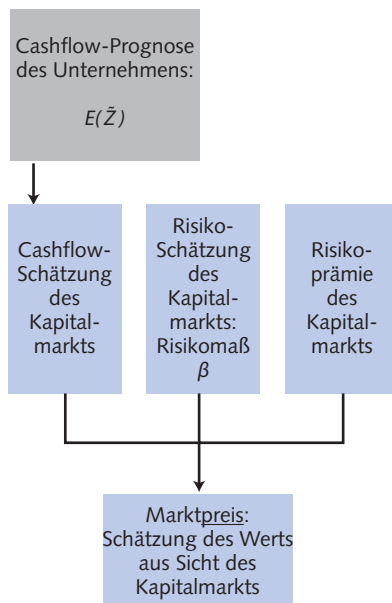 Cashflow-Prognose
des Unternehmens:
E(Z̃)
Cashflow-
Schätzung
des
Kapital-
markts
Risiko-
Schätzung
des
Kapital-
markts:
Risikomaß
β
Risiko-
prämie
des
Kapital-
markts
Marktpreis:
Schätzung des Werts
aus Sicht des
Kapitalmarkts